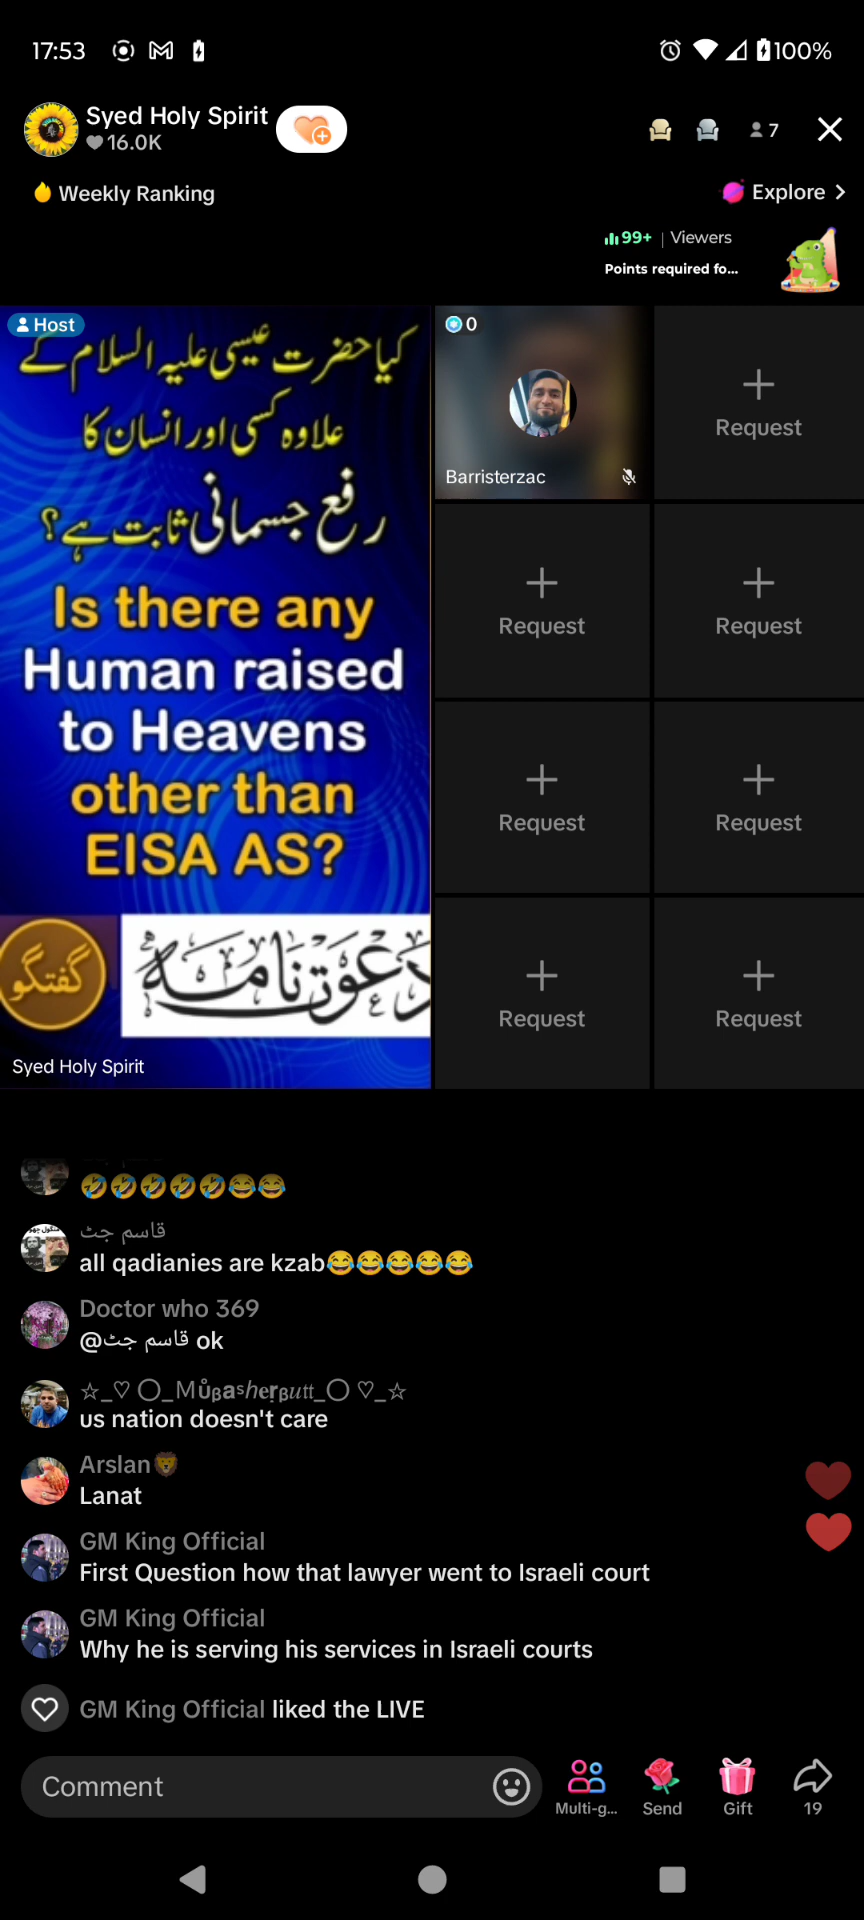 17:53
100%
Syed Holy Spirit
16.0K
7
Weekly Ranking
Explore
99+ | Viewers
Points required fo...
Host
کیا حضرت عیسی علیہ السلام کے
علاوہ کسی اور انسان کا
رفع جسمانی ثابت ہے؟
Is there any
Human raised
to Heavens
other than
EISA AS?
گفتگو
دعوت نامہ
Syed Holy Spirit
0
Barristerzac
Request
Request
Request
Request
Request
Request
Request
🤣🤣🤣🤣🤣😂😂
قاسم جٹ
all qadianies are kzab😂😂😂😂😂
Doctor who 369
@قاسم جٹ ok
☆_♡ ◯_Můᵦaˢℎeṛᵦ𝑢𝔱𝔱_◯ ♡_☆
us nation doesn't care
Arslan🦁
Lanat
GM King Official
First Question how that lawyer went to Israeli court
GM King Official
Why he is serving his services in Israeli courts
GM King Official liked the LIVE
Comment
Multi-g...
Send
Gift
19